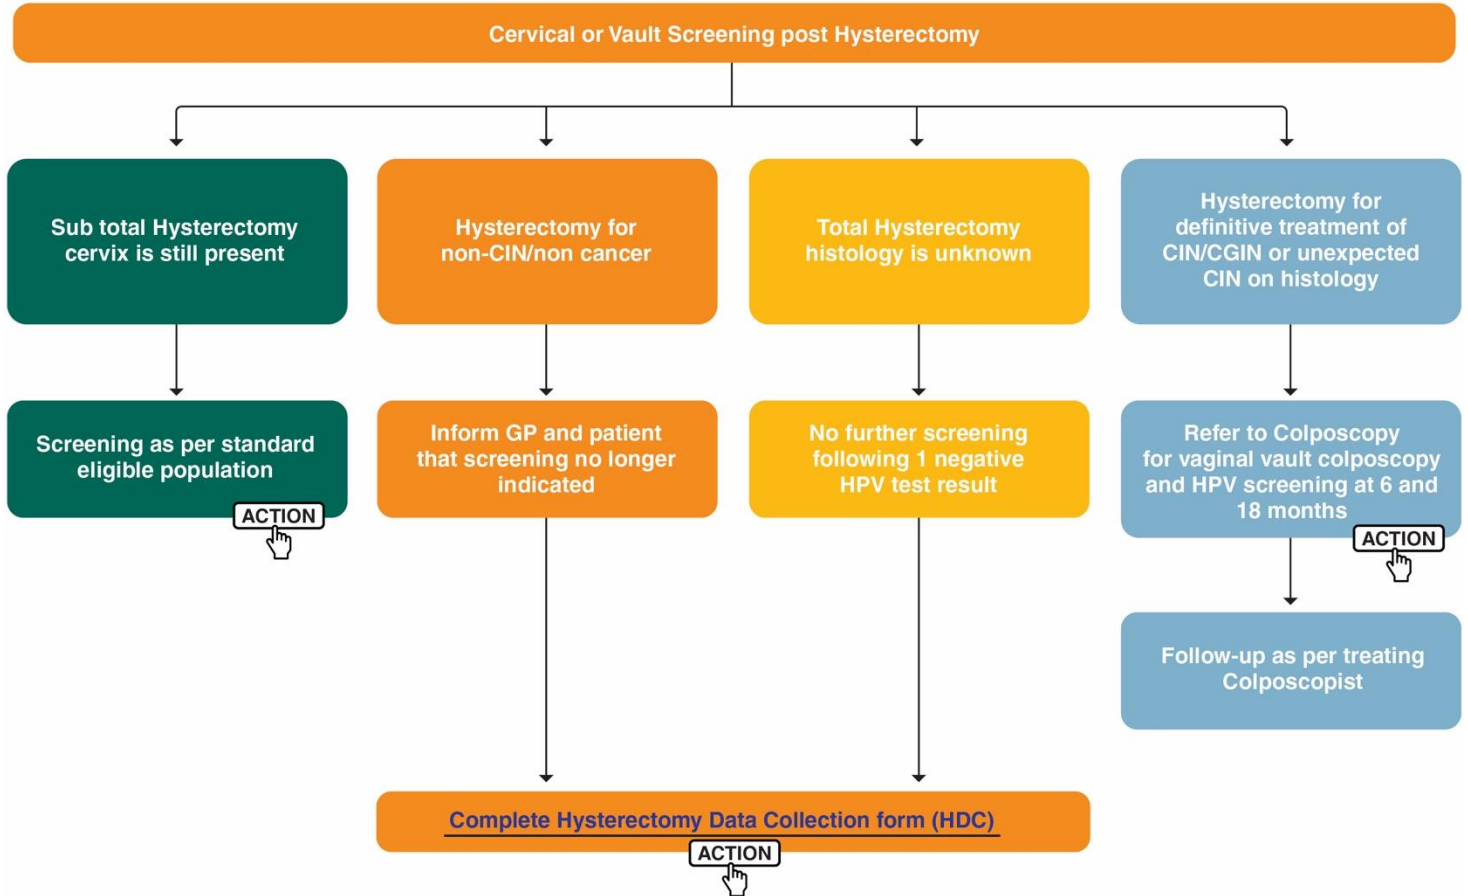 Cervical or Vault Screening post Hysterectomy
Sub total Hysterectomy
cervix is still present
Hysterectomy for
non-CIN/non cancer
Total Hysterectomy
histology is unknown
Hysterectomy for
definitive treatment of
CIN/CGIN or unexpected
CIN on histology
Screening as per standard
eligible population
ACTION
Inform GP and patient
that screening no longer
indicated
No further screening
following 1 negative
HPV test result
Refer to Colposcopy
for vaginal vault colposcopy
and HPV screening at 6 and
18 months
ACTION
Follow-up as per treating
Colposcopist
Complete Hysterectomy Data Collection form (HDC)
ACTION